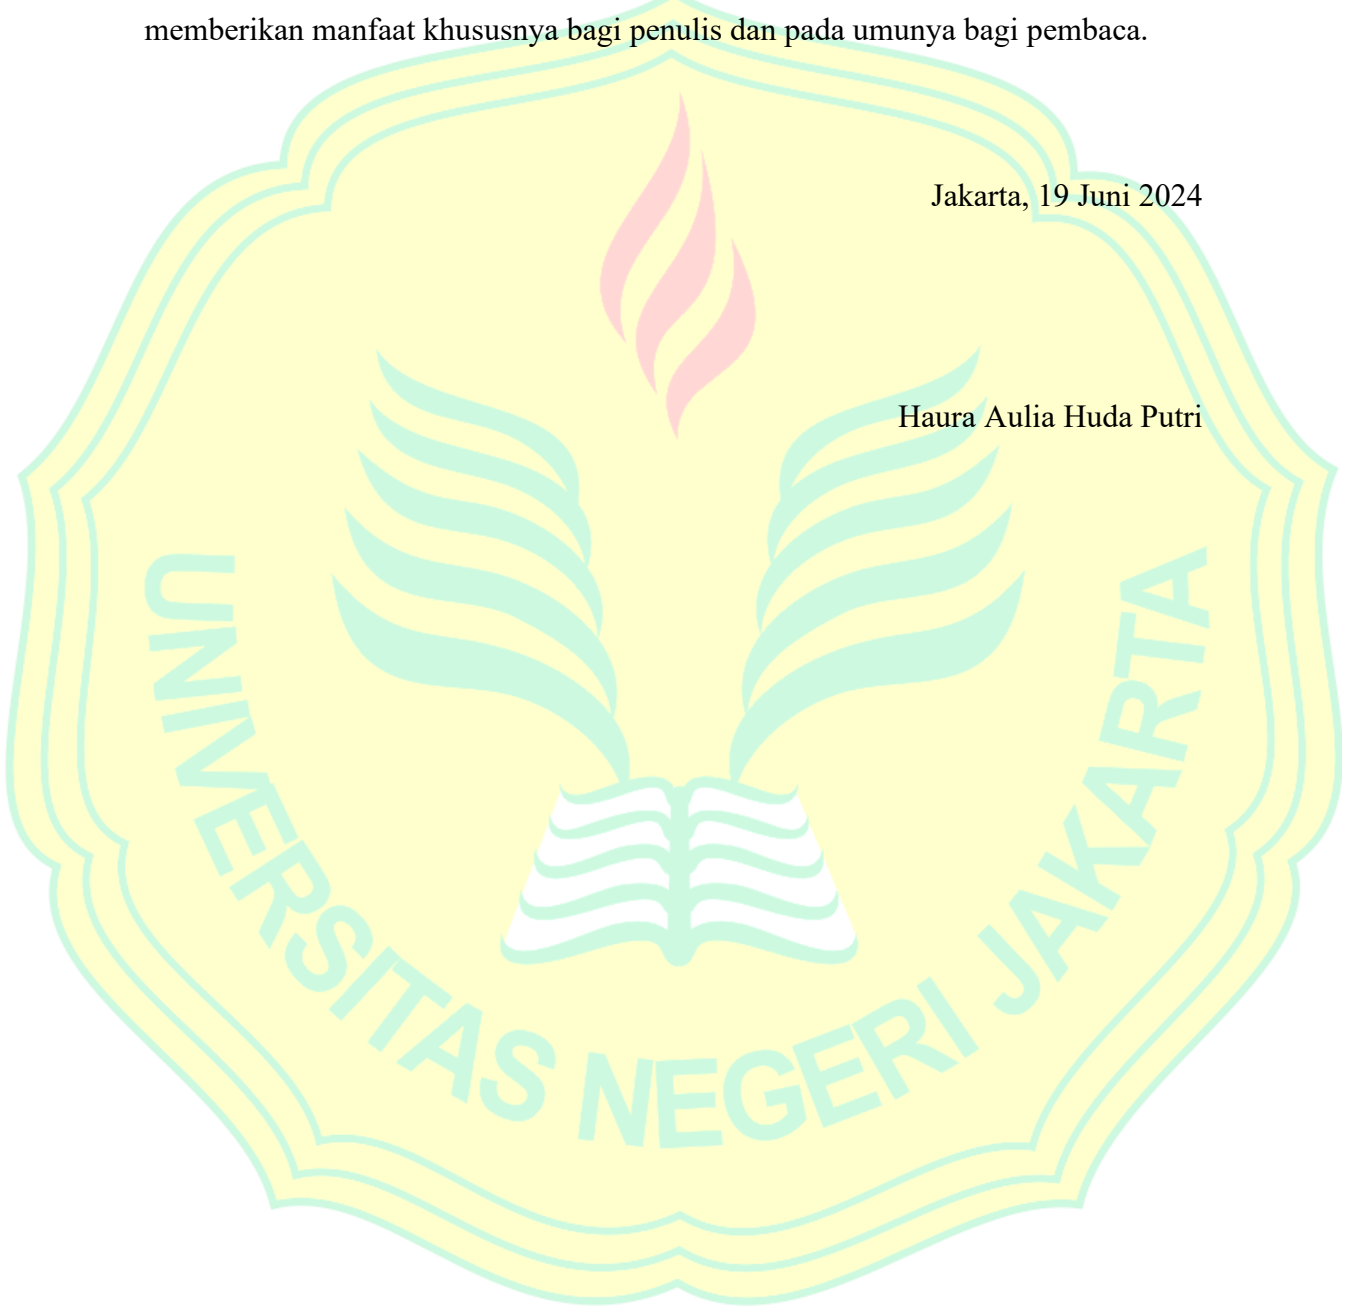 memberikan manfaat khususnya bagi penulis dan pada umunya bagi pembaca.
Jakarta, 19 Juni 2024
Haura Aulia Huda Putri
UNIVERSITAS NEGERI JAKARTA